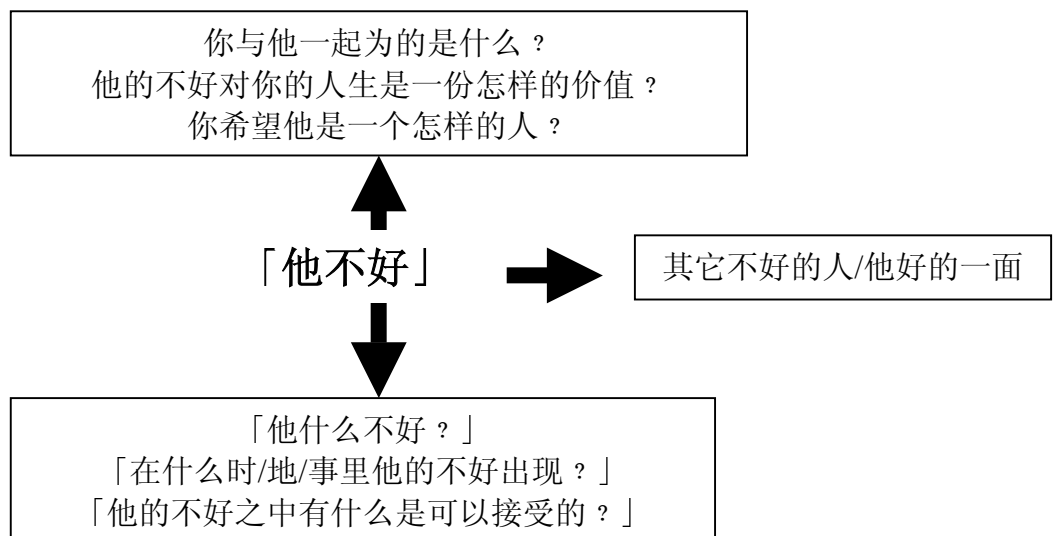 你与他一起为的是什么？
他的不好对你的人生是一份怎样的价值？
你希望他是一个怎样的人？
「他不好」
其它不好的人/他好的一面
「他什么不好？」
「在什么时/地/事里他的不好出现？」
「他的不好之中有什么是可以接受的？」